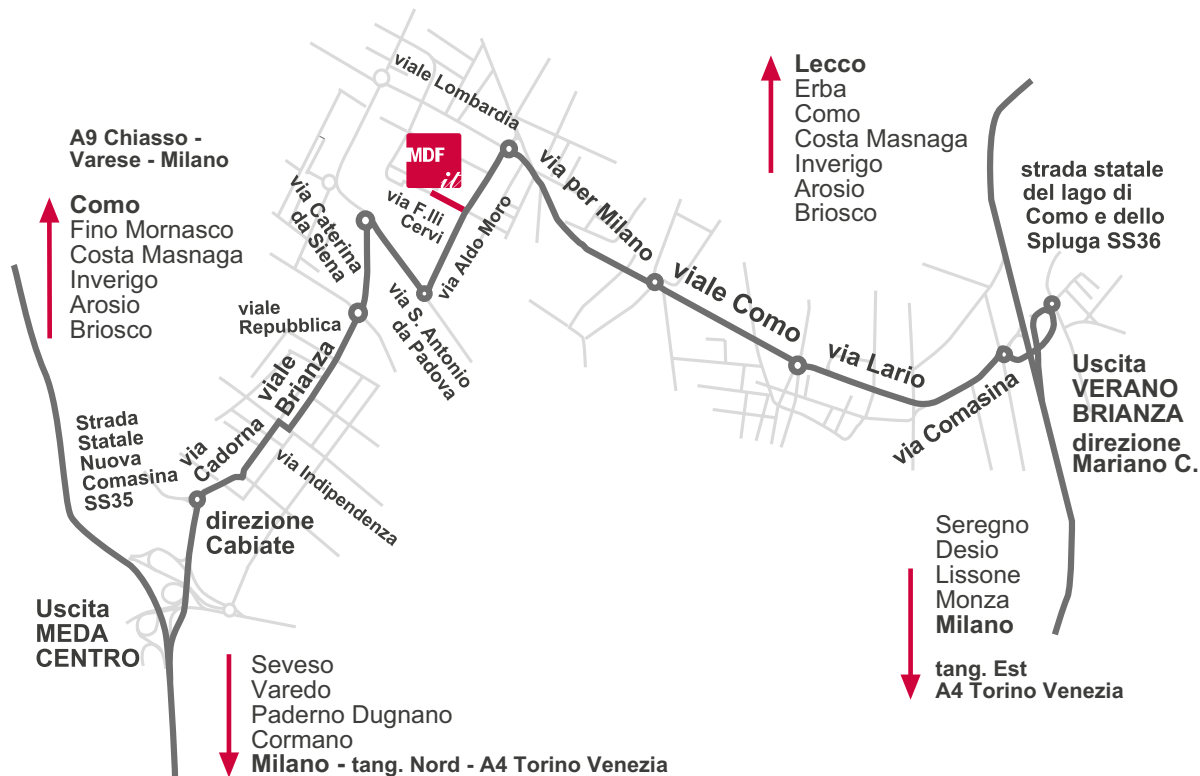 Lecco
Erba
Como
Costa Masnaga
Inverigo
Arosio
Briosco
viale Lombardia
A9 Chiasso -
Varese - Milano
MDF
it
strada statale
del lago di
Como e dello
Spluga SS36
via per Milano
via Caterina
da Siena
via F.lli
Cervi
via Aldo Moro
Como
Fino Mornasco
Costa Masnaga
Inverigo
Arosio
Briosco
viale
Repubblica
via S. Antonio
da Padova
viale Como
via Lario
viale
Brianza
via Comasina
Uscita
VERANO
BRIANZA
direzione
Mariano C.
Strada
Statale
Nuova
Comasina
SS35
via
Cadorna
via Indipendenza
direzione
Cabiate
Seregno
Desio
Lissone
Monza
Milano
tang. Est
A4 Torino Venezia
Uscita
MEDA
CENTRO
Seveso
Varedo
Paderno Dugnano
Cormano
Milano - tang. Nord - A4 Torino Venezia